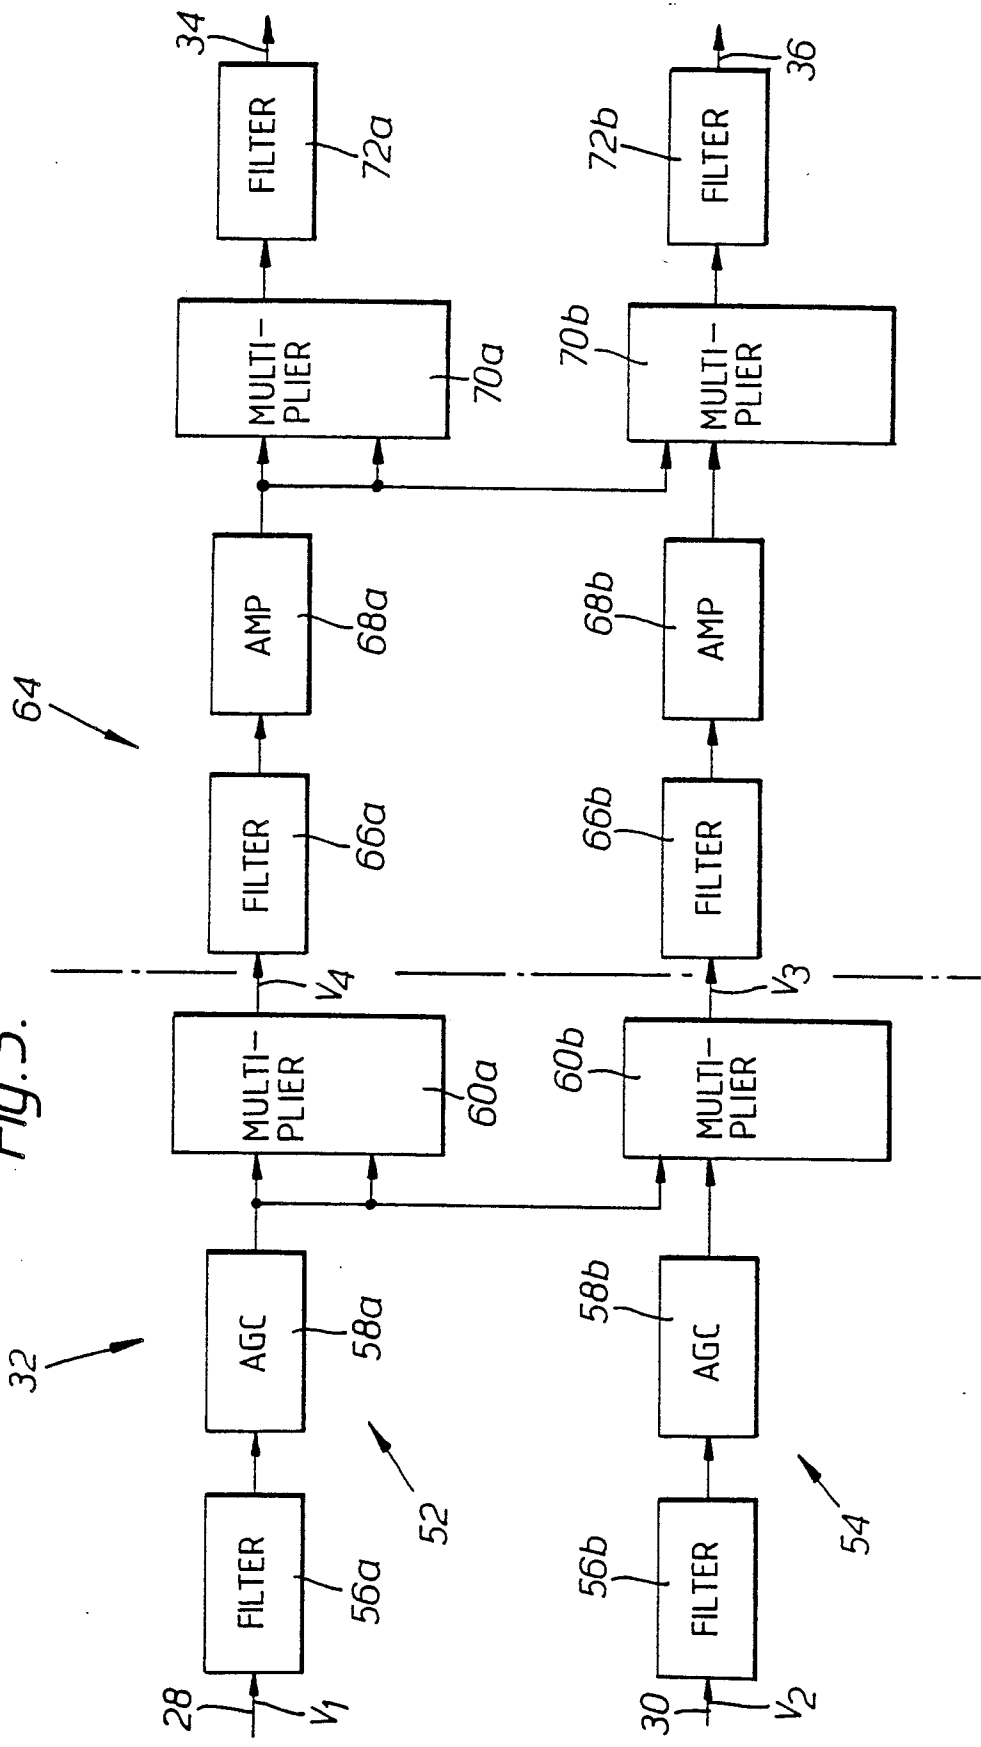 Fig. 5.
32
64
28
V1
FILTER
56a
AGC
58a
52
MULTI-
PLIER
60a
V4
FILTER
66a
AMP
68a
MULTI-
PLIER
70a
FILTER
72a
34
30
V2
FILTER
56b
AGC
58b
54
MULTI-
PLIER
60b
V3
FILTER
66b
AMP
68b
MULTI-
PLIER
70b
FILTER
72b
36